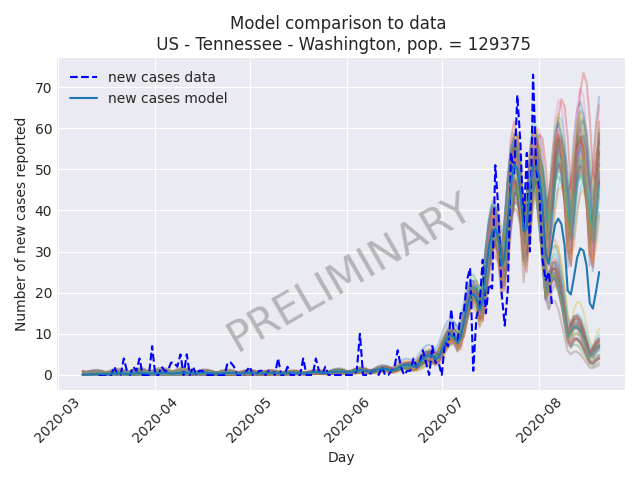 Model comparison to data
US - Tennessee - Washington, pop. = 129375
new cases data
new cases model
Number of new cases reported
70
60
50
40
30
20
10
0
PRELIMINARY
2020-03
2020-04
2020-05
2020-06
2020-07
2020-08
Day